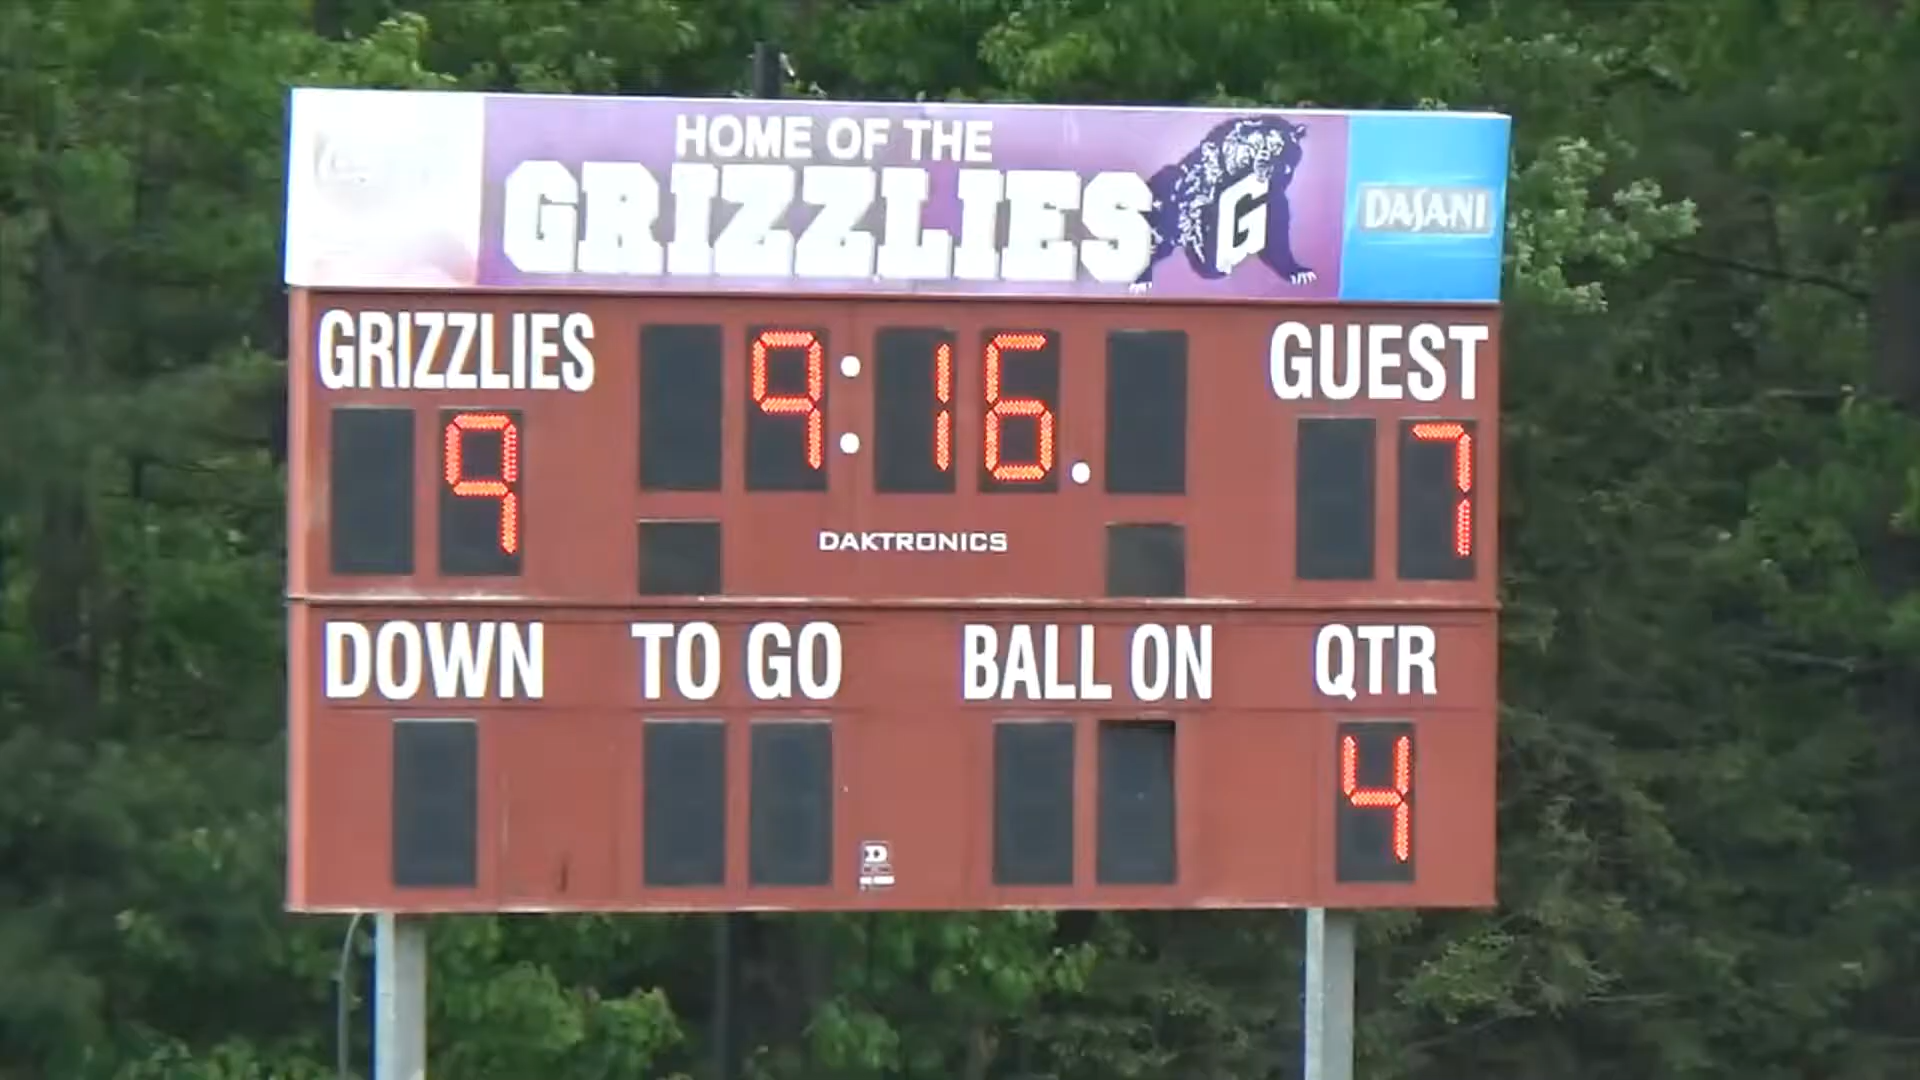 HOME OF THE
GRIZZLIES
G
DASANI
GRIZZLIES 9:16. GUEST
9 7
DAKTRONICS
DOWN TO GO BALL ON QTR
4
D